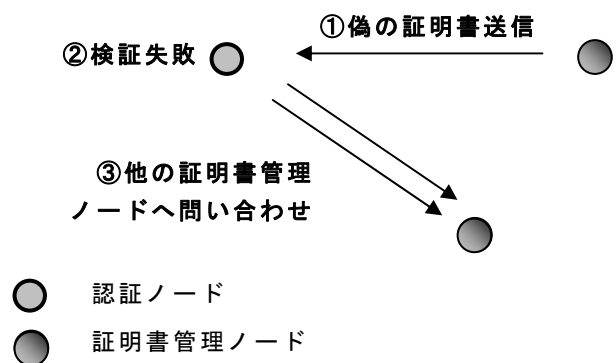 ①偽の証明書送信
②検証失敗
③他の証明書管理
ノードへ問い合わせ
認証ノード
証明書管理ノード